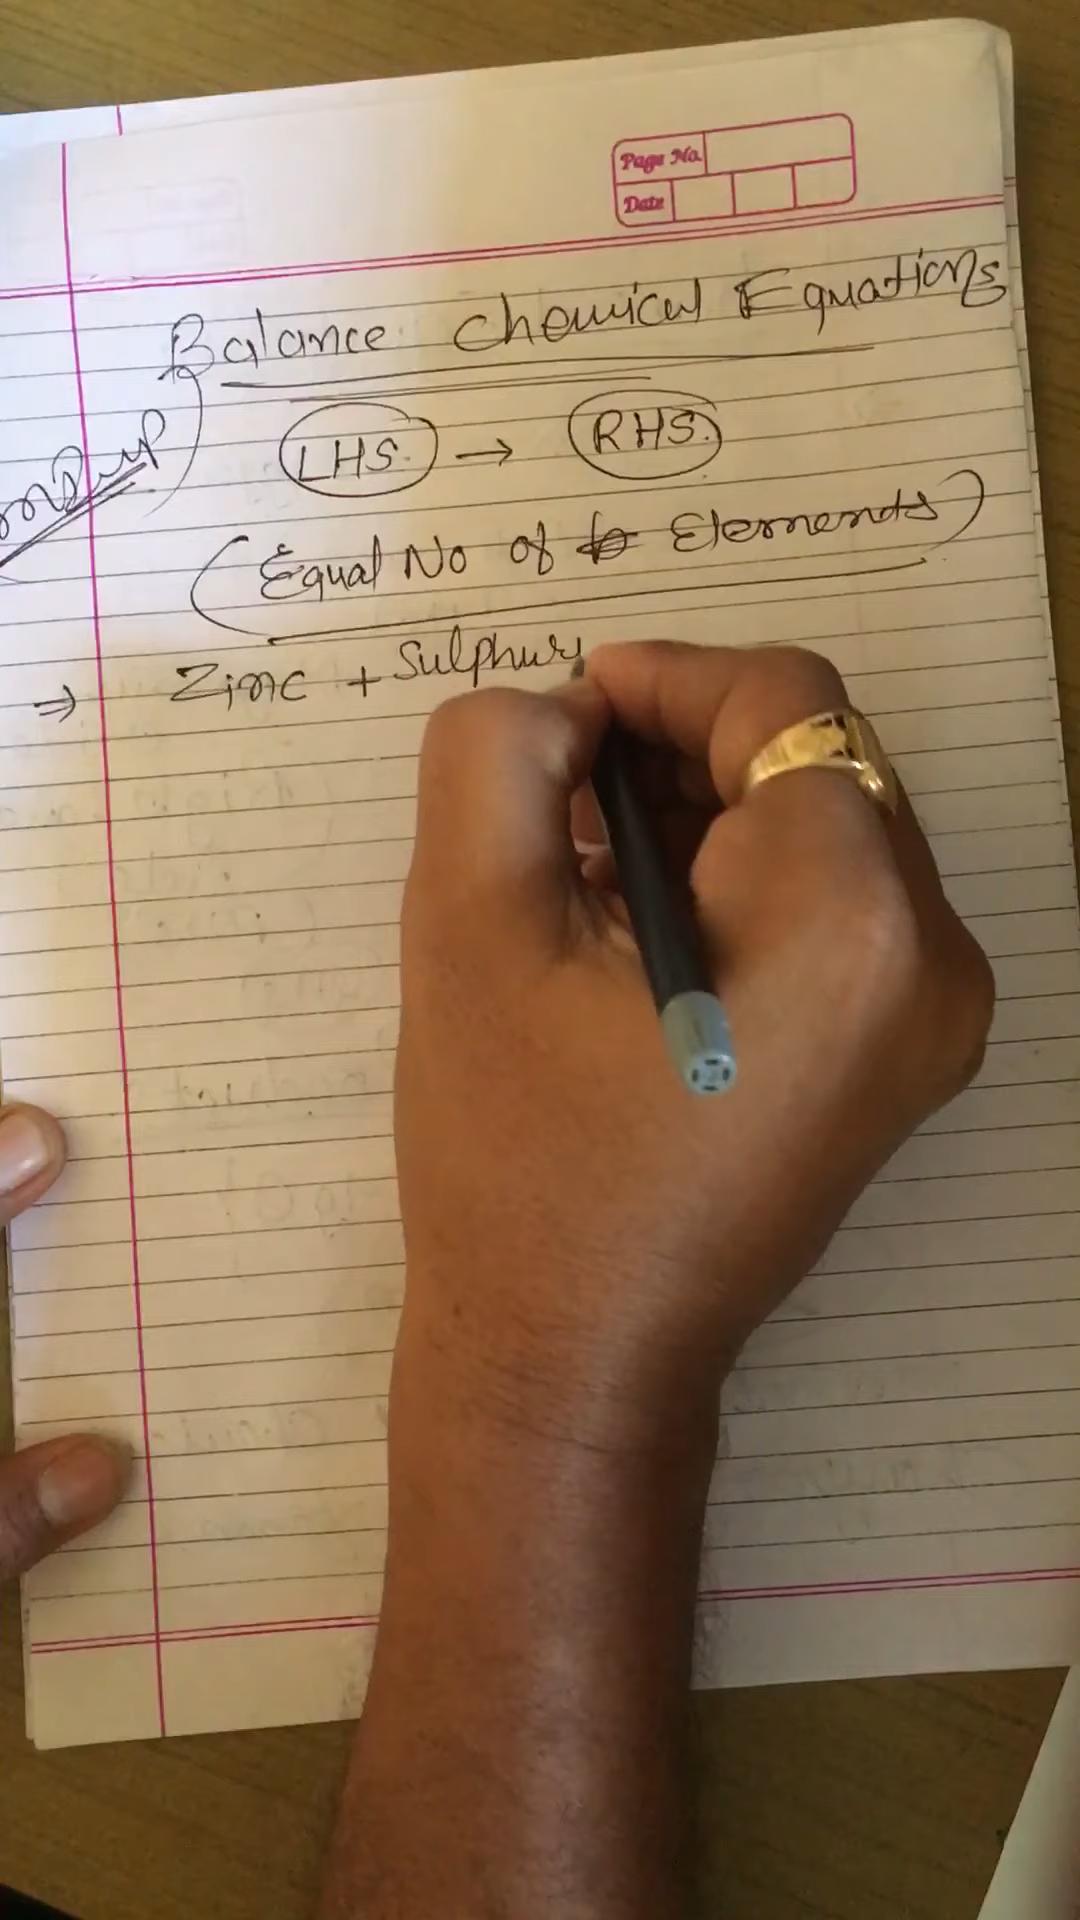 Page No.
Date
Balance Chemical Equations
LHS. → RHS.
(Equal No of Elements)
⇒ Zinc + Sulphur